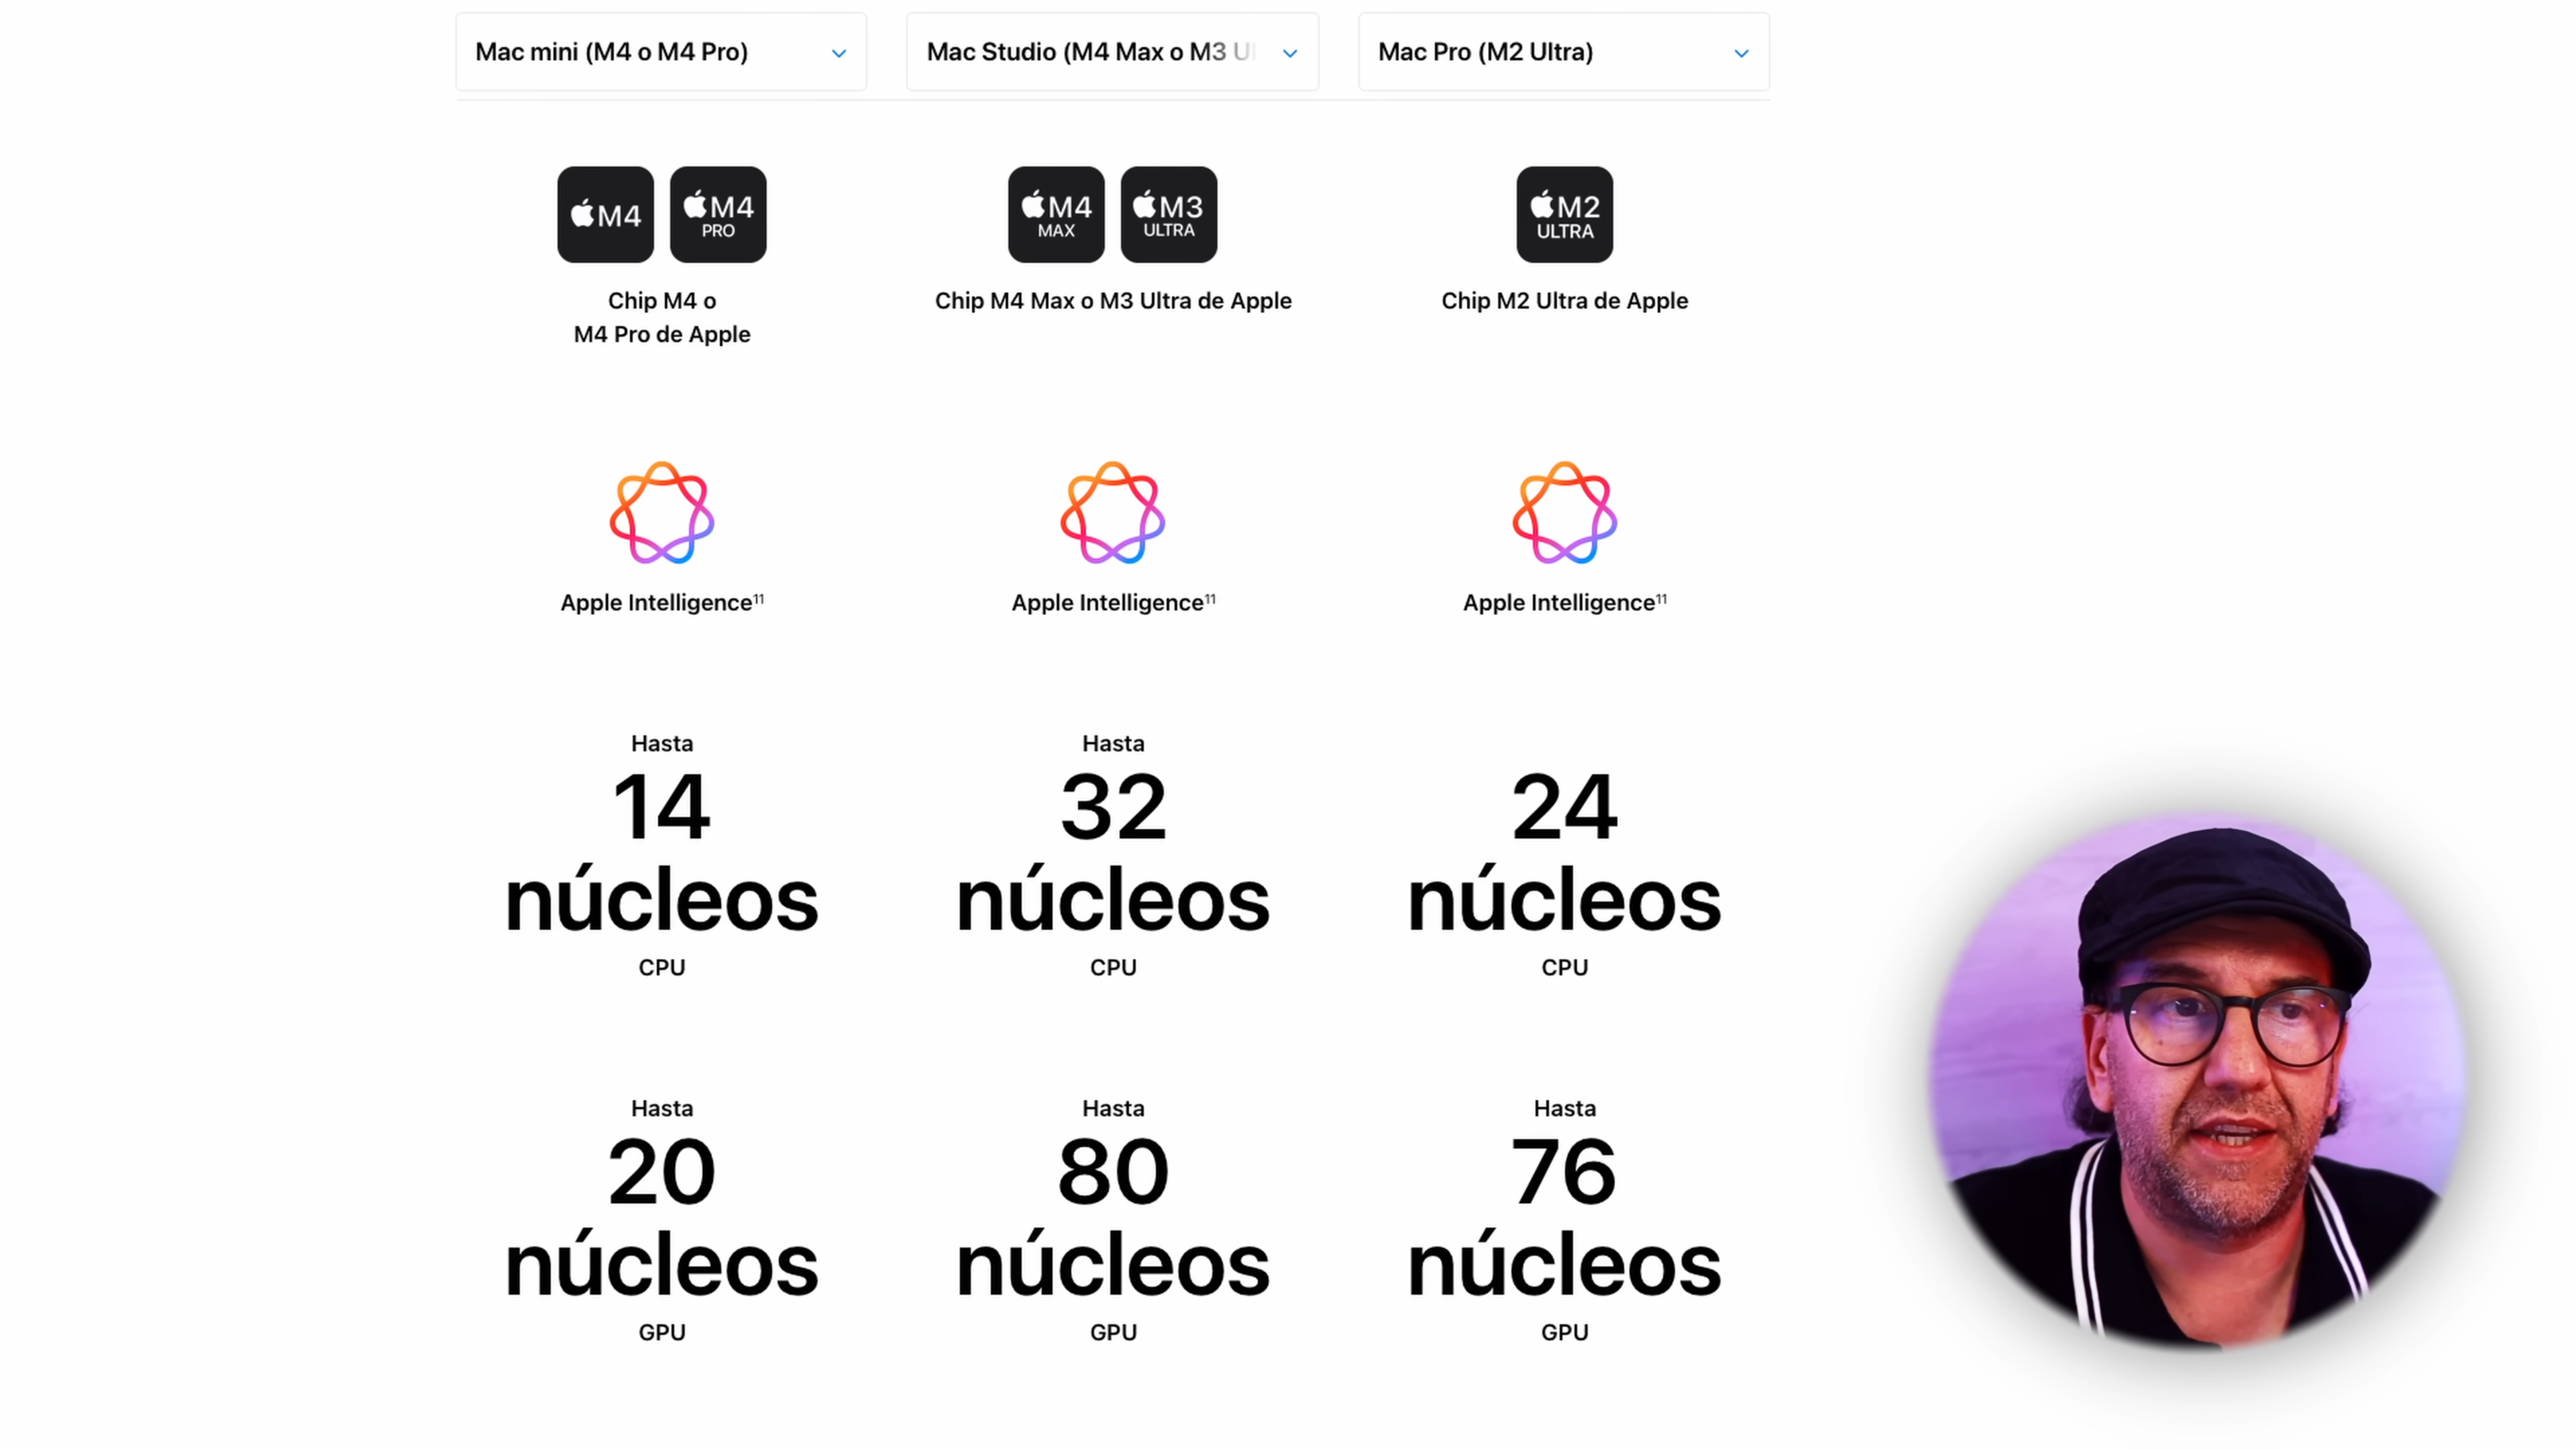 Mac mini (M4 o M4 Pro)
Mac Studio (M4 Max o M3 Ul
Mac Pro (M2 Ultra)
M4
M4
PRO
M4
MAX
M3
ULTRA
M2
ULTRA
Chip M4 o
M4 Pro de Apple
Chip M4 Max o M3 Ultra de Apple
Chip M2 Ultra de Apple
Apple Intelligence¹¹
Apple Intelligence¹¹
Apple Intelligence¹¹
Hasta
14
núcleos
CPU
Hasta
32
núcleos
CPU
24
núcleos
CPU
Hasta
20
núcleos
GPU
Hasta
80
núcleos
GPU
Hasta
76
núcleos
GPU